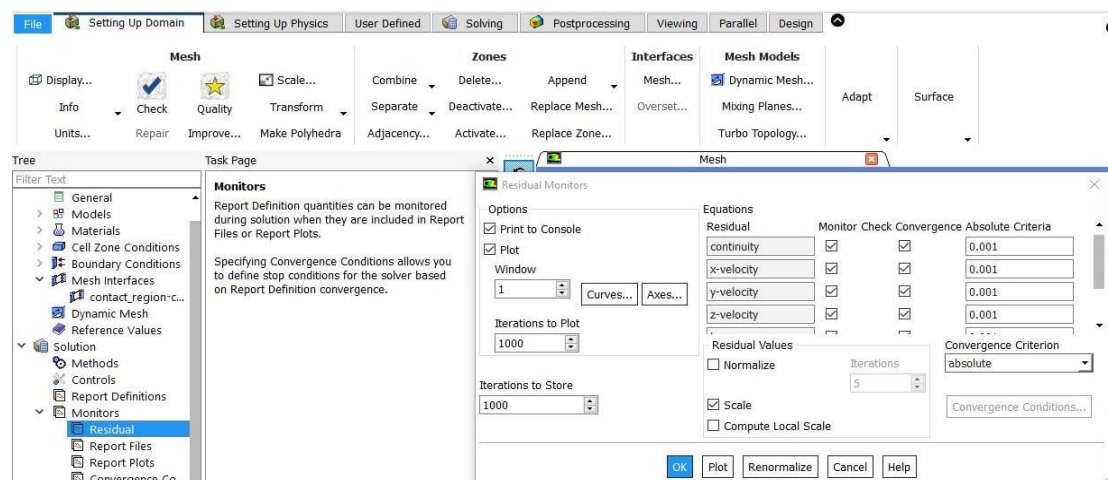 File Setting Up Domain Setting Up Physics User Defined Solving Postprocessing Viewing Parallel Design
Mesh Zones Interfaces Mesh Models
Display... Scale... Combine Delete... Append Mesh... Dynamic Mesh...
Info Check Quality Transform Separate Deactivate... Replace Mesh... Overset... Mixing Planes... Adapt Surface
Units... Repair Improve... Make Polyhedra Adjacency... Activate... Replace Zone... Turbo Topology...
Tree
Filter Text
General
Models
Materials
Cell Zone Conditions
Boundary Conditions
Mesh Interfaces
contact_region-c...
Dynamic Mesh
Reference Values
Solution
Methods
Controls
Report Definitions
Monitors
Residual
Report Files
Report Plots
Convergence Co...
Task Page
Monitors
Report Definition quantities can be monitored
during solution when they are included in Report
Files or Report Plots.
Specifying Convergence Conditions allows you
to define stop conditions for the solver based
on Report Definition convergence.
Mesh
Residual Monitors
Options
Print to Console
Plot
Window
1 Curves... Axes...
Iterations to Plot
1000
Iterations to Store
1000
Equations
Residual Monitor Check Convergence Absolute Criteria
continuity 0.001
x-velocity 0.001
y-velocity 0.001
z-velocity 0.001
Residual Values
Normalize Iterations
5
Scale
Compute Local Scale
Convergence Criterion
absolute
Convergence Conditions...
OK Plot Renormalize Cancel Help